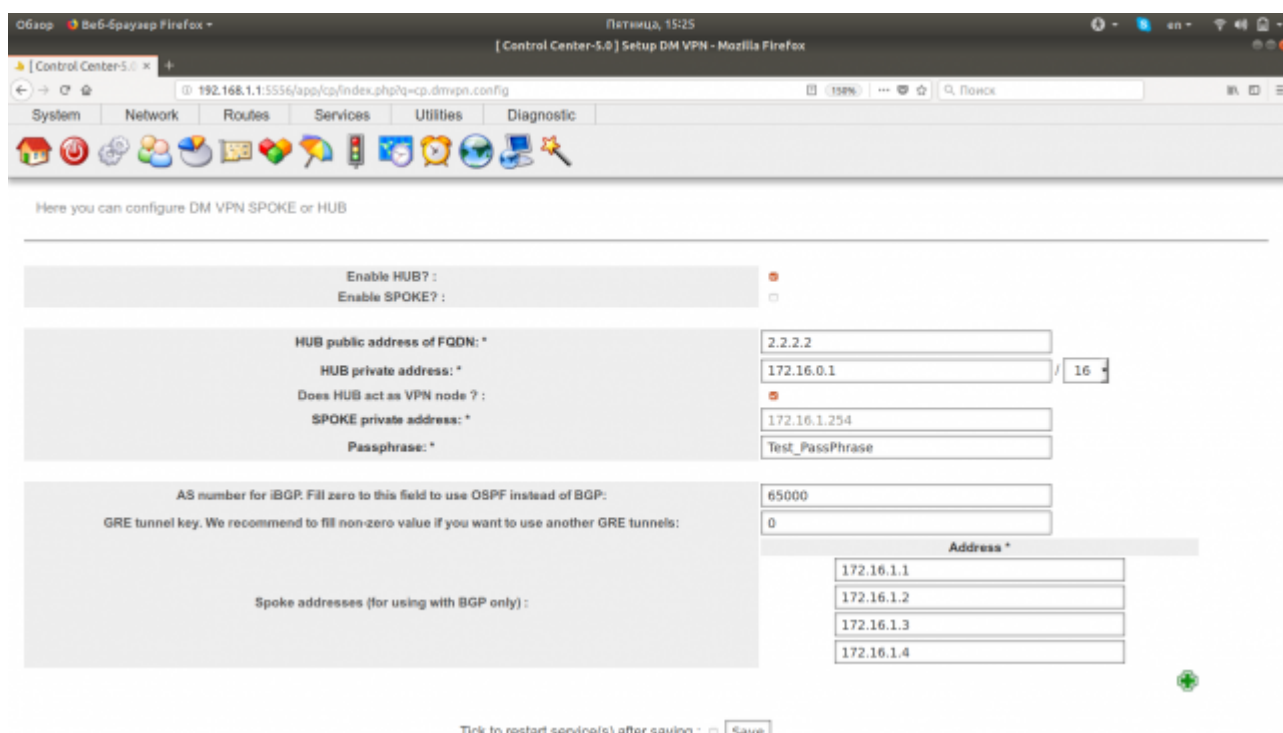 Обзор Веб-браузер Firefox Пятница, 15:25 en
[ Control Center-5.0 ] Setup DM VPN - Mozilla Firefox
[ Control Center-5.0 × +
192.168.1.1:5556/app/cp/index.php?q=cp.dmvpn.config 150% ... Поиск
System Network Routes Services Utilities Diagnostic
Here you can configure DM VPN SPOKE or HUB
Enable HUB? :
Enable SPOKE? :
HUB public address of FQDN: * 2.2.2.2
HUB private address: * 172.16.0.1 / 16
Does HUB act as VPN node ? :
SPOKE private address: * 172.16.1.254
Passphrase: * Test_PassPhrase
AS number for iBGP. Fill zero to this field to use OSPF instead of BGP: 65000
GRE tunnel key. We recommend to fill non-zero value if you want to use another GRE tunnels: 0
Address *
172.16.1.1
Spoke addresses (for using with BGP only) : 172.16.1.2
172.16.1.3
172.16.1.4
Tick to restart service(s) after saving : Save